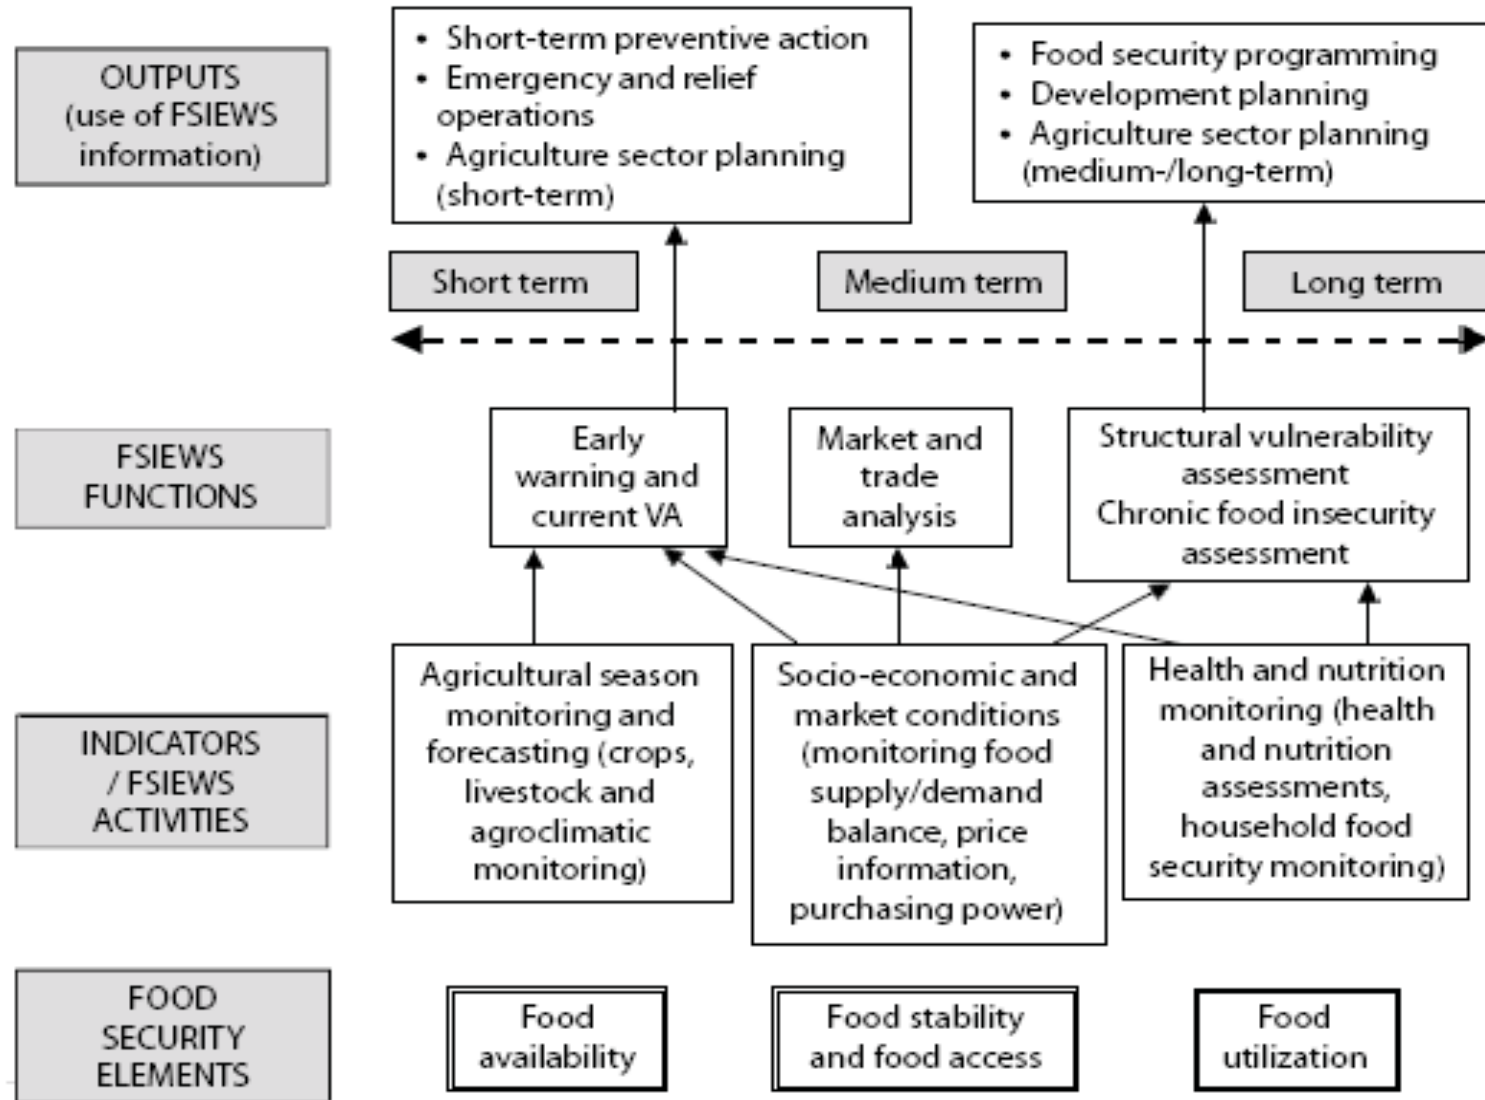 OUTPUTS
(use of FSIEWS
information)
• Short-term preventive action
• Emergency and relief
operations
• Agriculture sector planning
(short-term)
• Food security programming
• Development planning
• Agriculture sector planning
(medium-/long-term)
Short term
Medium term
Long term
FSIEWS
FUNCTIONS
Early
warning and
current VA
Market and
trade
analysis
Structural vulnerability
assessment
Chronic food insecurity
assessment
INDICATORS
/ FSIEWS
ACTIVITIES
Agricultural season
monitoring and
forecasting (crops,
livestock and
agroclimatic
monitoring)
Socio-economic and
market conditions
(monitoring food
supply/demand
balance, price
information,
purchasing power)
Health and nutrition
monitoring (health
and nutrition
assessments,
household food
security monitoring)
FOOD
SECURITY
ELEMENTS
Food
availability
Food stability
and food access
Food
utilization